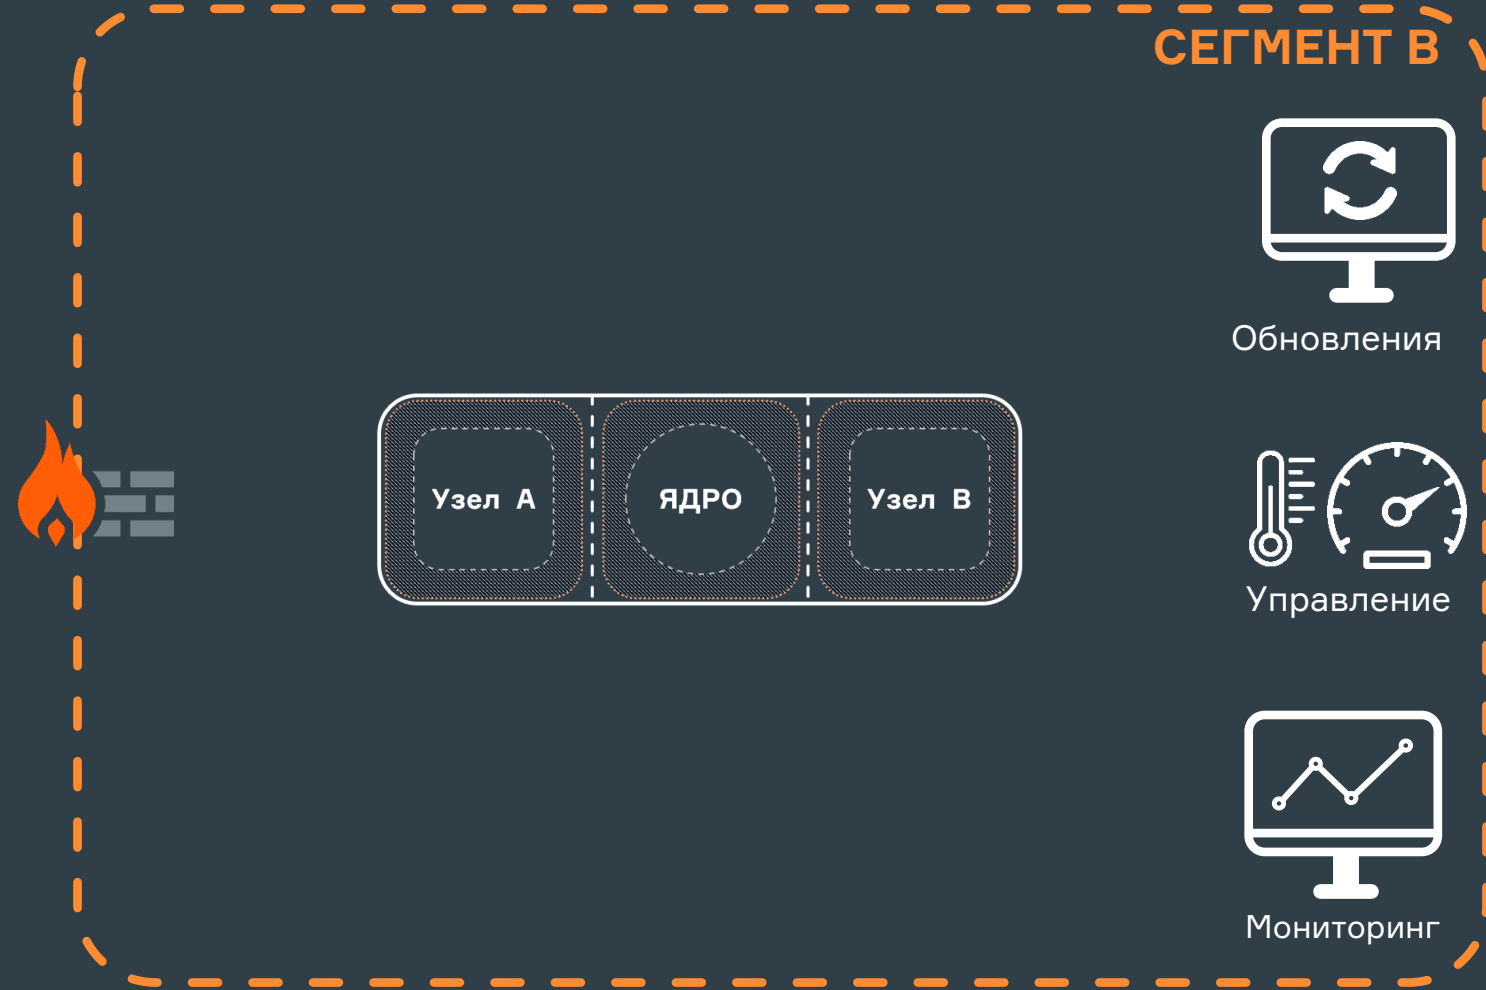 СЕГМЕНТ В
Обновления
Узел А ЯДРО Узел В
Управление
Мониторинг